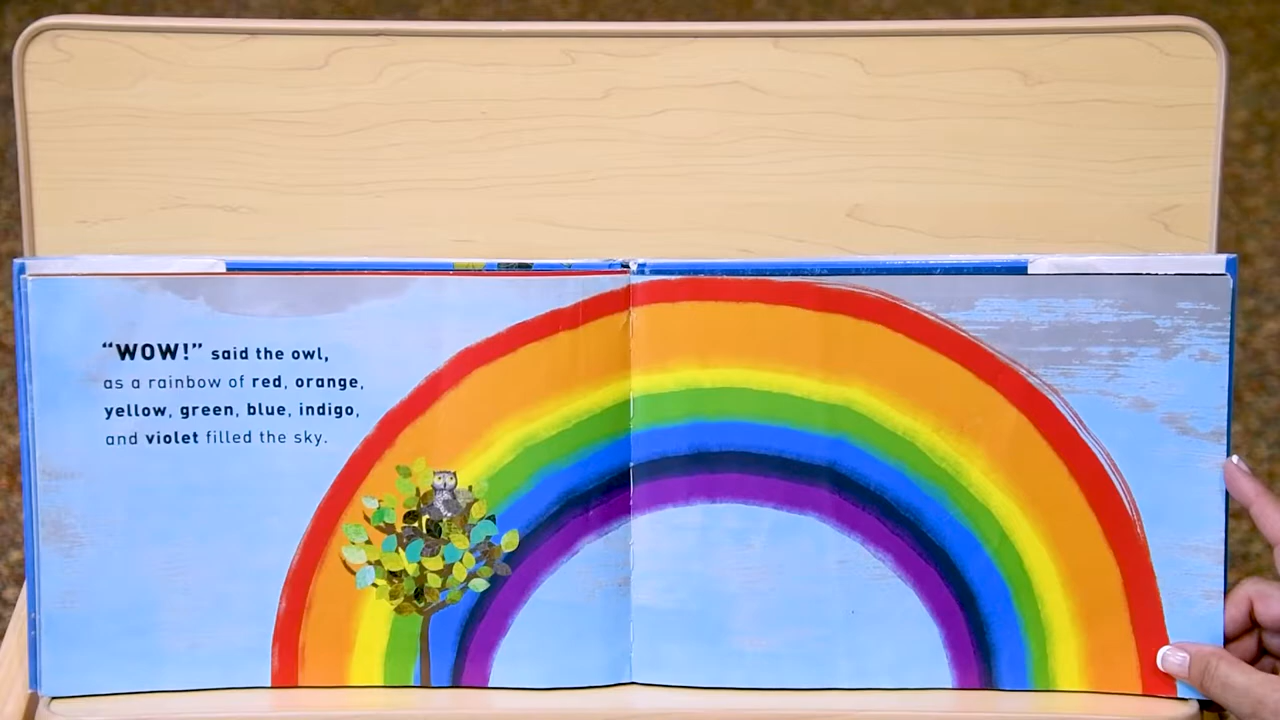 “WOW!” said the owl,
as a rainbow of red, orange,
yellow, green, blue, indigo,
and violet filled the sky.